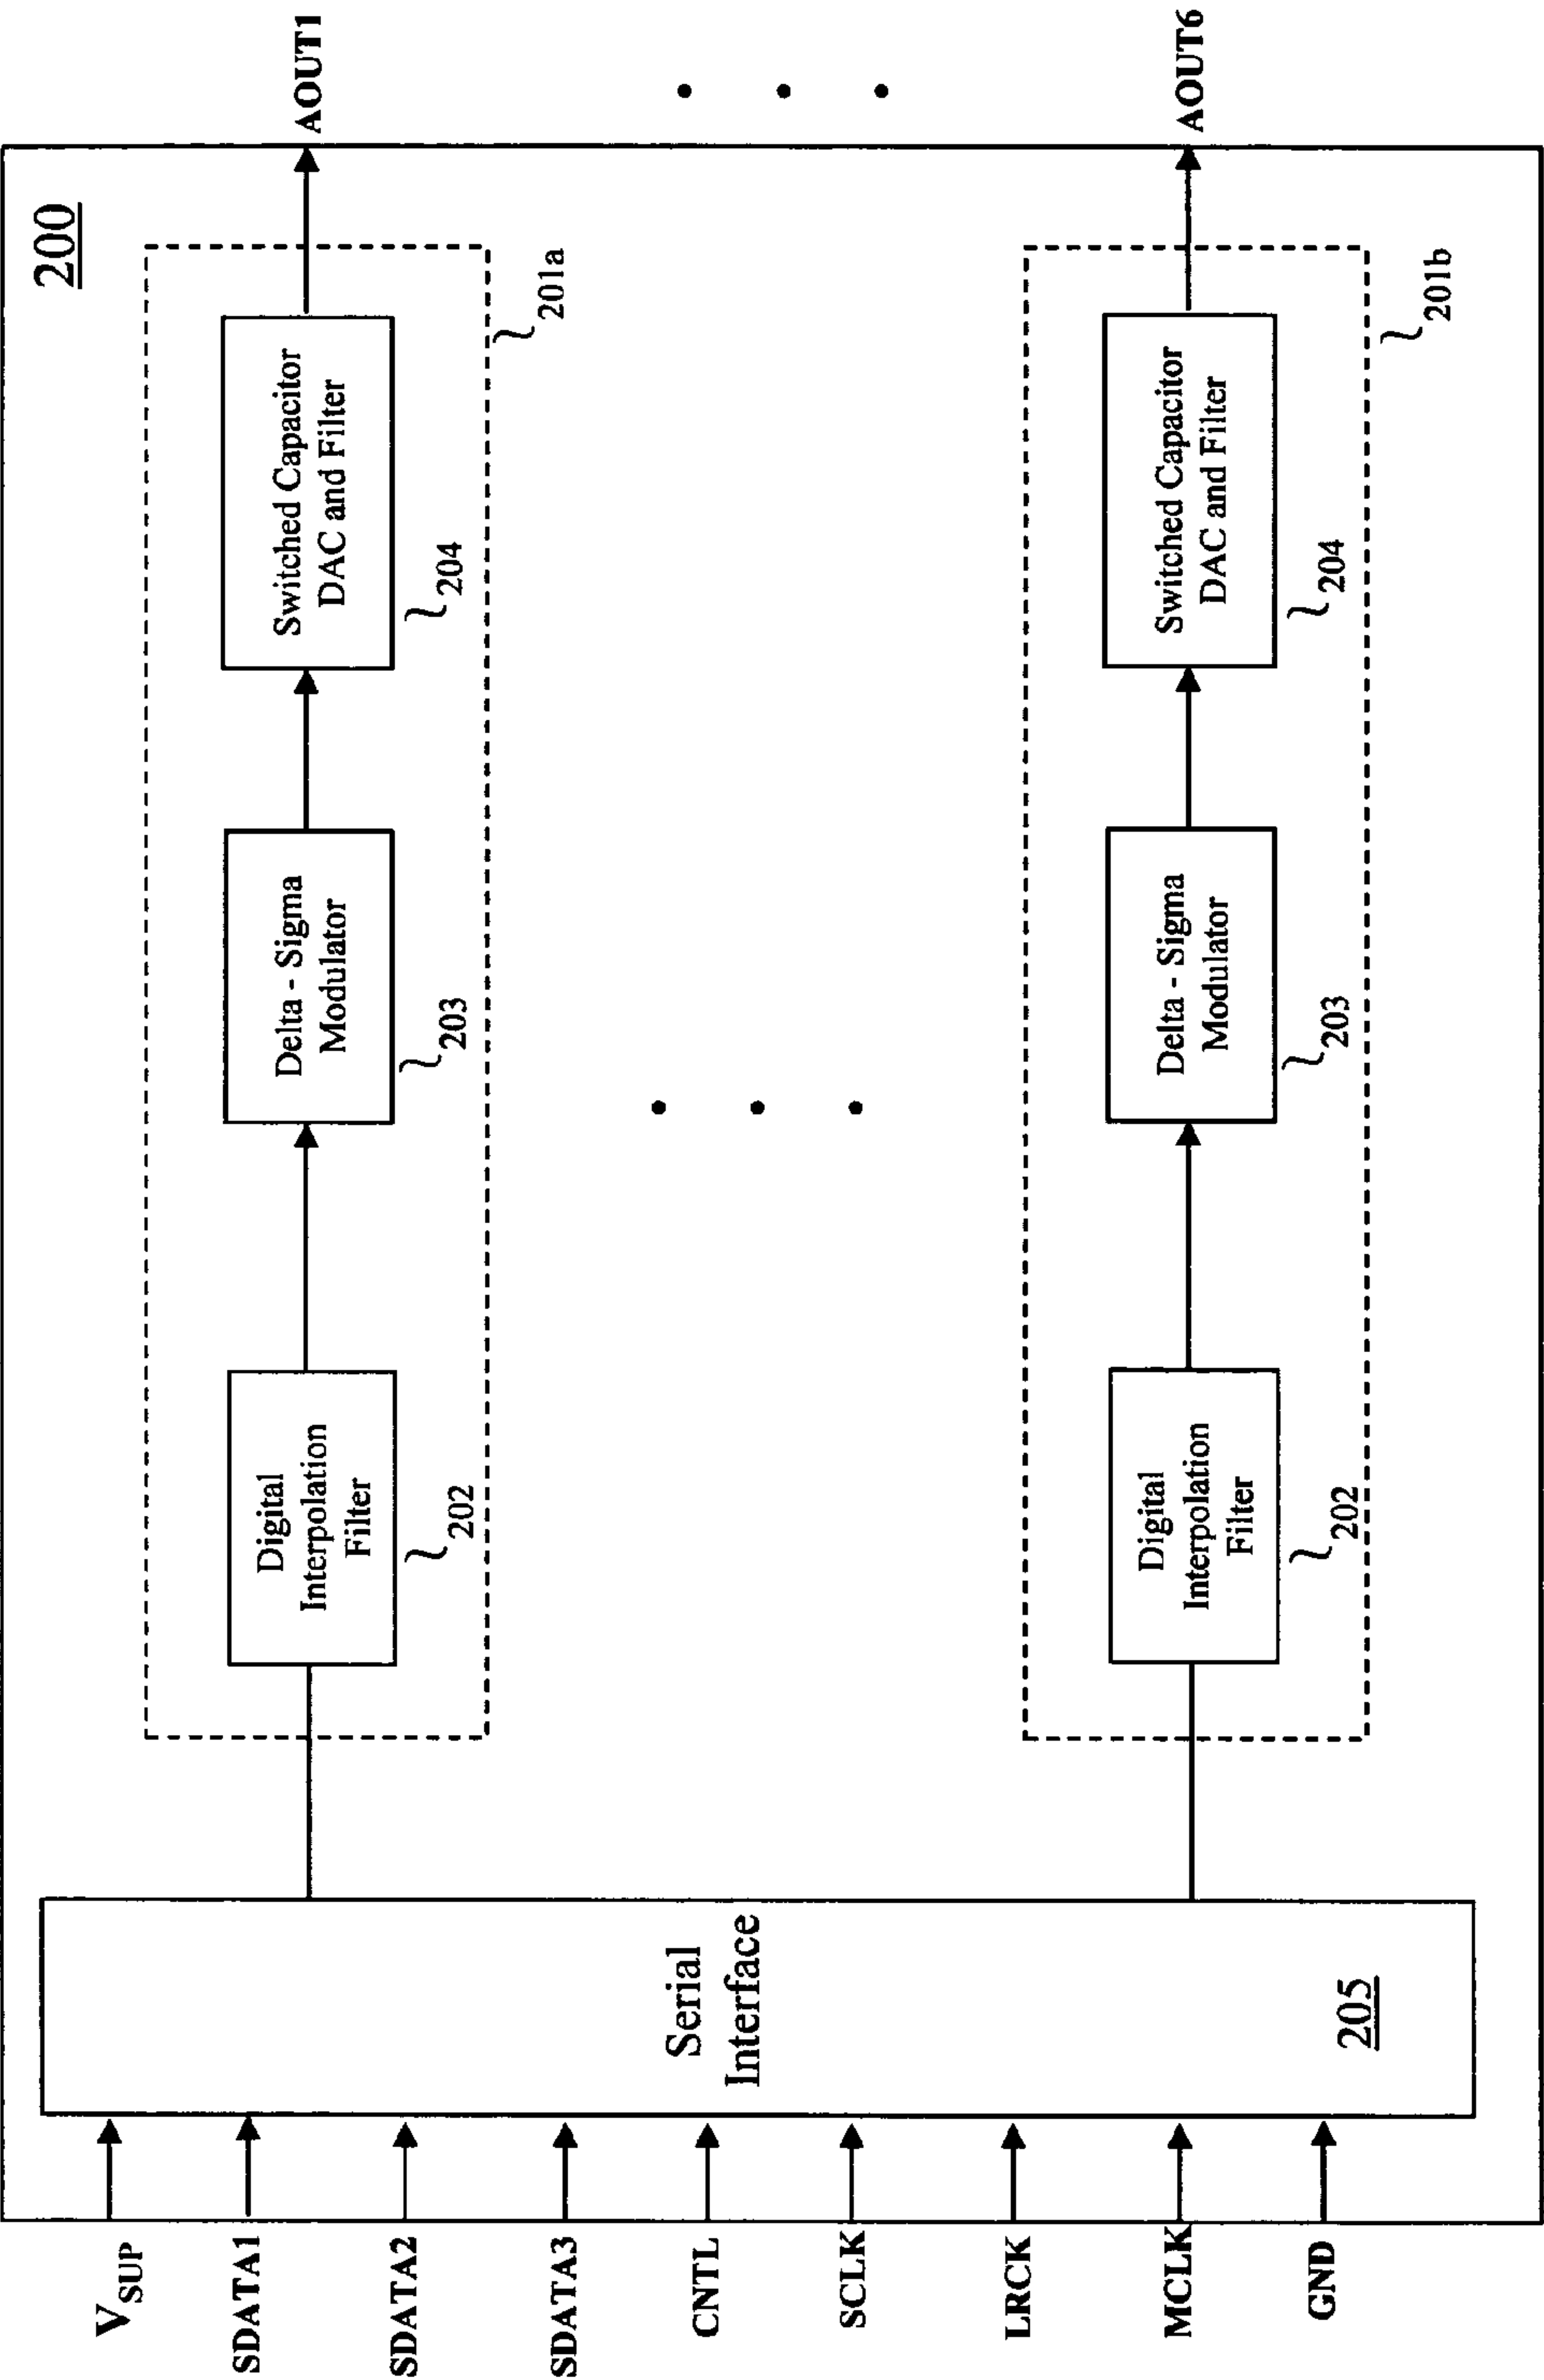 200
V_SUP
SDATA1
SDATA2
SDATA3
CNTL
SCLK
LRCK
MCLK
GND
Serial
Interface
205
Digital
Interpolation
Filter
202
Delta - Sigma
Modulator
203
Switched Capacitor
DAC and Filter
204
201a
AOUT1
Digital
Interpolation
Filter
202
Delta - Sigma
Modulator
203
Switched Capacitor
DAC and Filter
204
201b
AOUT6